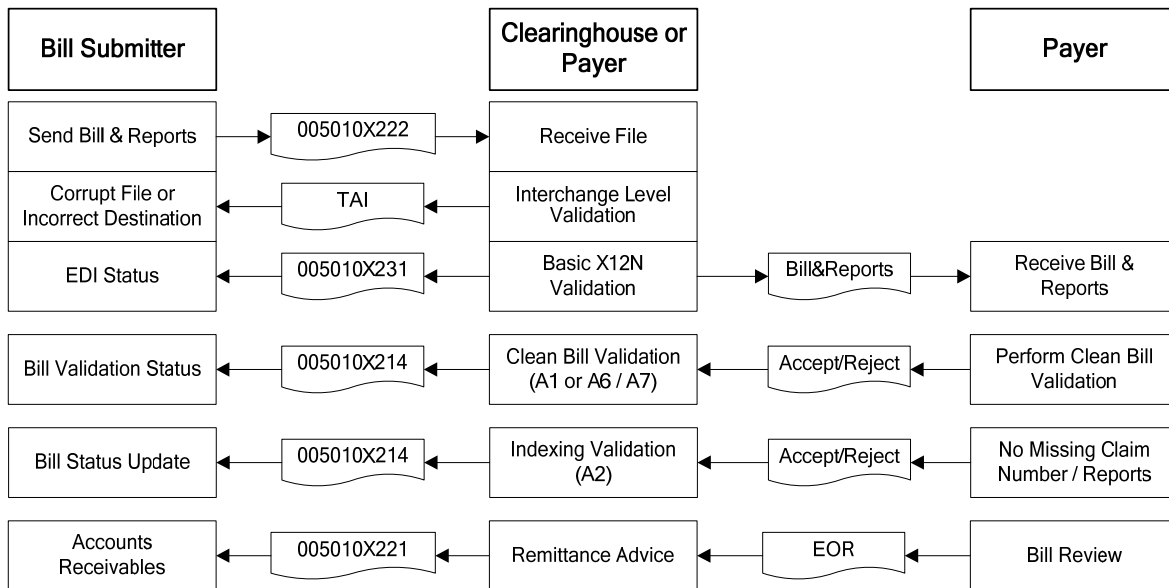 Bill Submitter
Clearinghouse or
Payer
Payer
Send Bill & Reports
005010X222
Receive File
Corrupt File or
Incorrect Destination
TAI
Interchange Level
Validation
EDI Status
005010X231
Basic X12N
Validation
Bill&Reports
Receive Bill &
Reports
Bill Validation Status
005010X214
Clean Bill Validation
(A1 or A6 / A7)
Accept/Reject
Perform Clean Bill
Validation
Bill Status Update
005010X214
Indexing Validation
(A2)
Accept/Reject
No Missing Claim
Number / Reports
Accounts
Receivables
005010X221
Remittance Advice
EOR
Bill Review